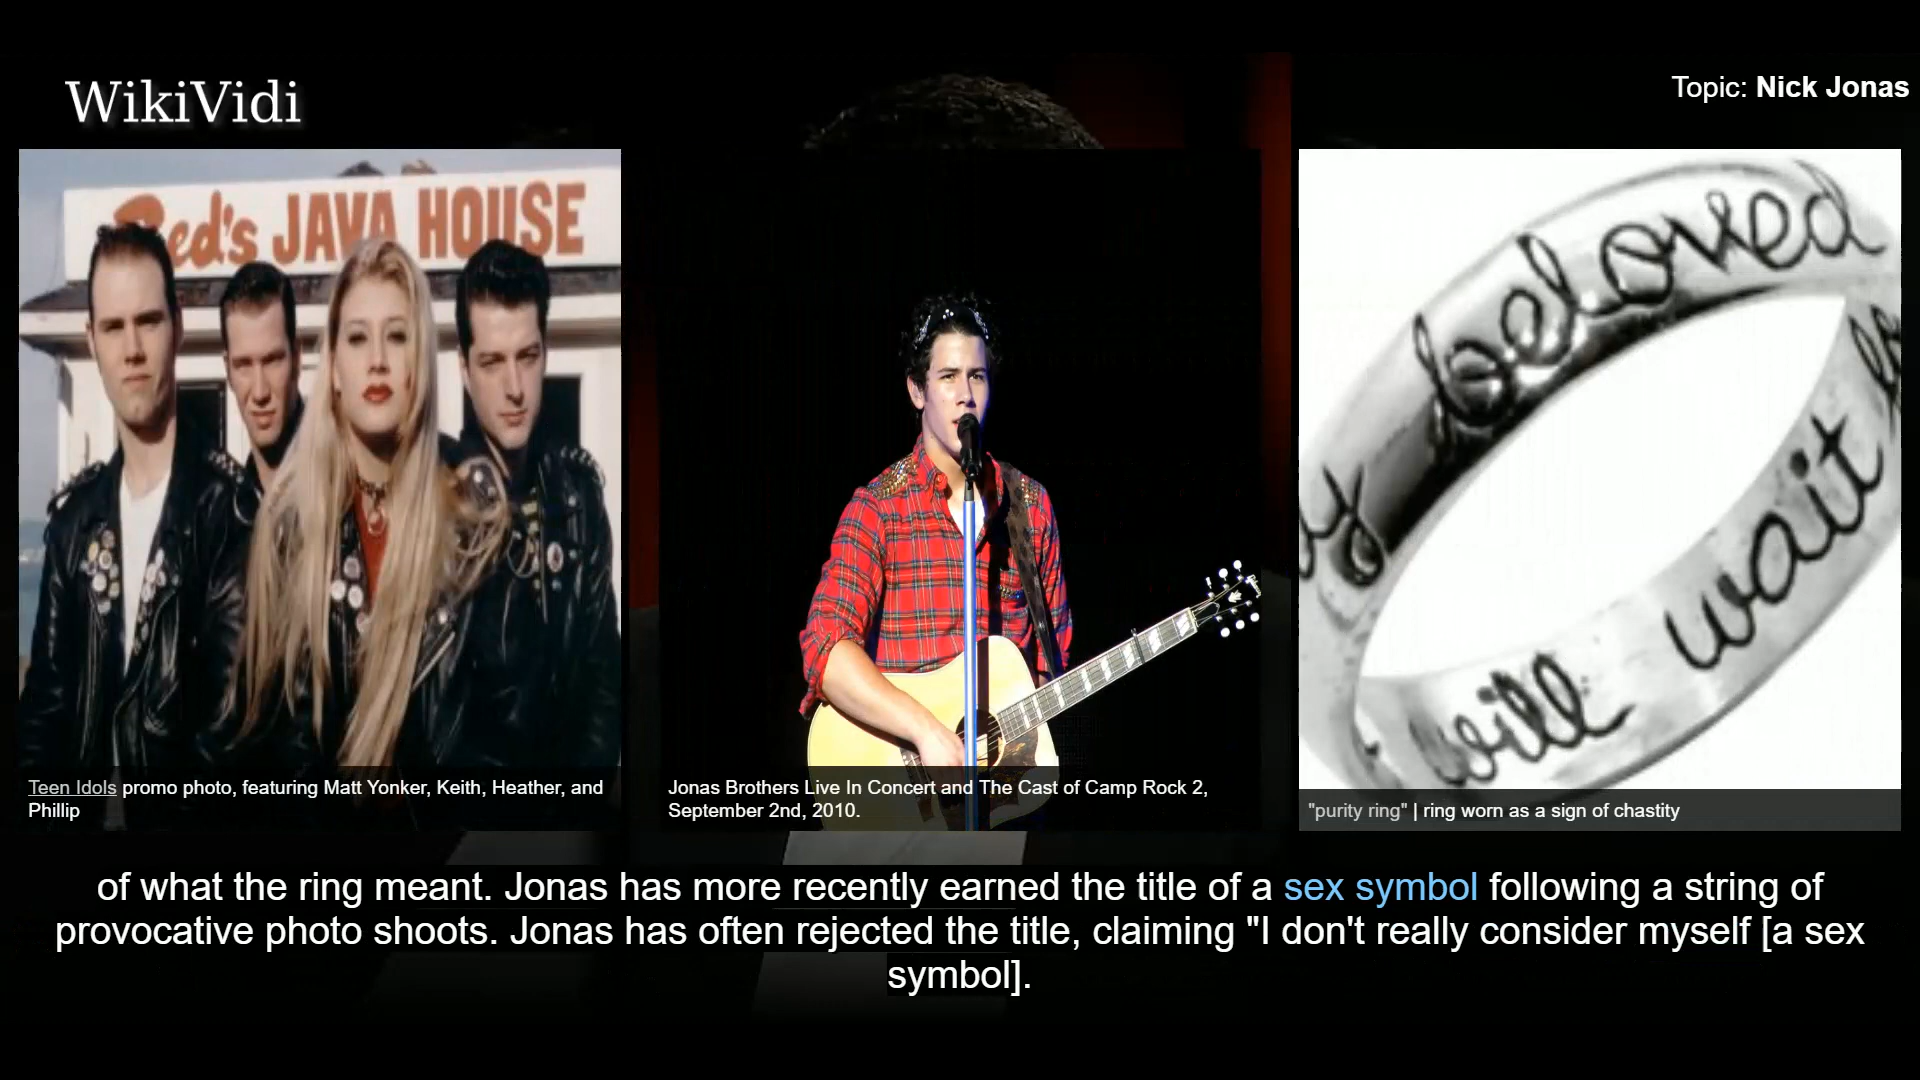 WikiVidi
Topic: Nick Jonas
Red's JAVA HOUSE
Teen Idols promo photo, featuring Matt Yonker, Keith, Heather, and
Phillip
Jonas Brothers Live In Concert and The Cast of Camp Rock 2,
September 2nd, 2010.
my beloved
i will wait
"purity ring" | ring worn as a sign of chastity
of what the ring meant. Jonas has more recently earned the title of a sex symbol following a string of
provocative photo shoots. Jonas has often rejected the title, claiming "I don't really consider myself [a sex
symbol].